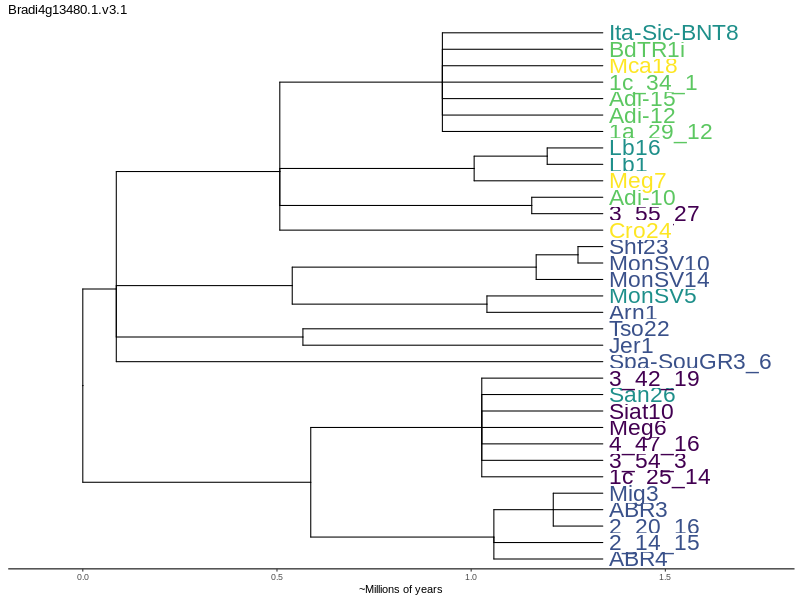 Bradi4g13480.1.v3.1
Ita-Sic-BNT8
BdTR1i
Mca18
1c_34_1
Adi-15
Adi-12
1a_29_12
Lb16
Lb1
Meg7
Adi-10
3_55_27
Cro24
Shf23
MonSV10
MonSV14
MonSV5
Arn1
Tso22
Jer1
Spa-SouGR3_6
3_42_19
San26
Siat10
Meg6
4_47_16
3_54_3
1c_25_14
Mig3
ABR3
2_20_16
2_14_15
ABR4
0.0 0.5 1.0 1.5
~Millions of years